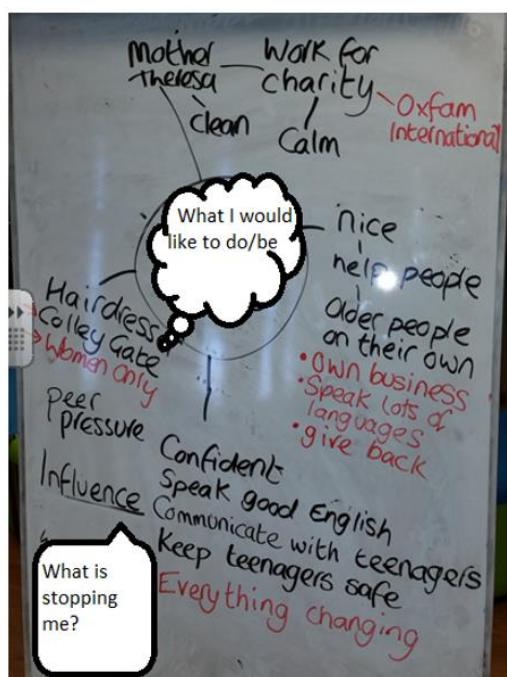 Mother
Theresa
clean
Work for
charity
Calm
Oxfam
International
What I would
like to do/be
nice
help people
Older people
on their own
• Own business
• Speak lots of
languages
• give back
Hairdress
Colley Gate
Women Only
peer
pressure
Influence
Confident
Speak good English
Communicate with teenagers
Keep teenagers safe
Everything changing
What is
stopping
me?